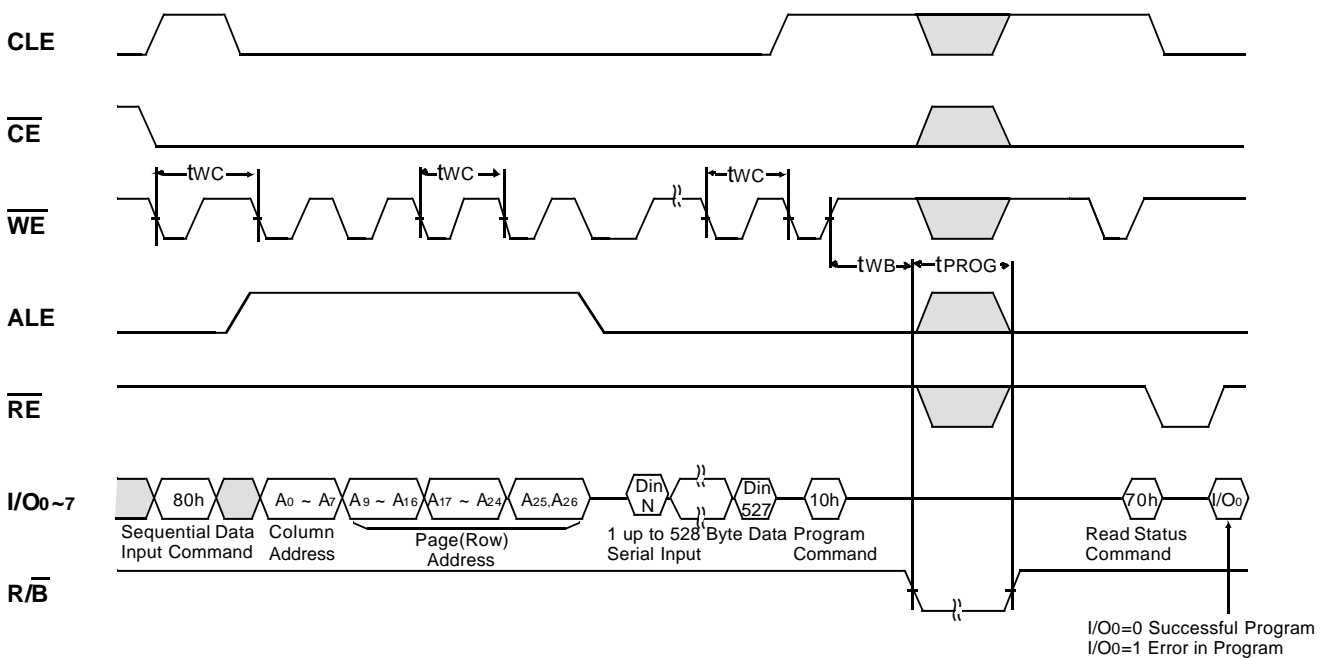 CLE
CE
tWC
tWC
tWC
WE
tWB
tPROG
ALE
RE
I/O0~7
80h
A0 ~ A7
A9 ~ A16
A17 ~ A24
A25,A26
Din
N
Din
527
10h
70h
I/O0
Sequential Data
Input Command
Column
Address
Page(Row)
Address
1 up to 528 Byte Data
Serial Input
Program
Command
Read Status
Command
R/B
I/O0=0 Successful Program
I/O0=1 Error in Program